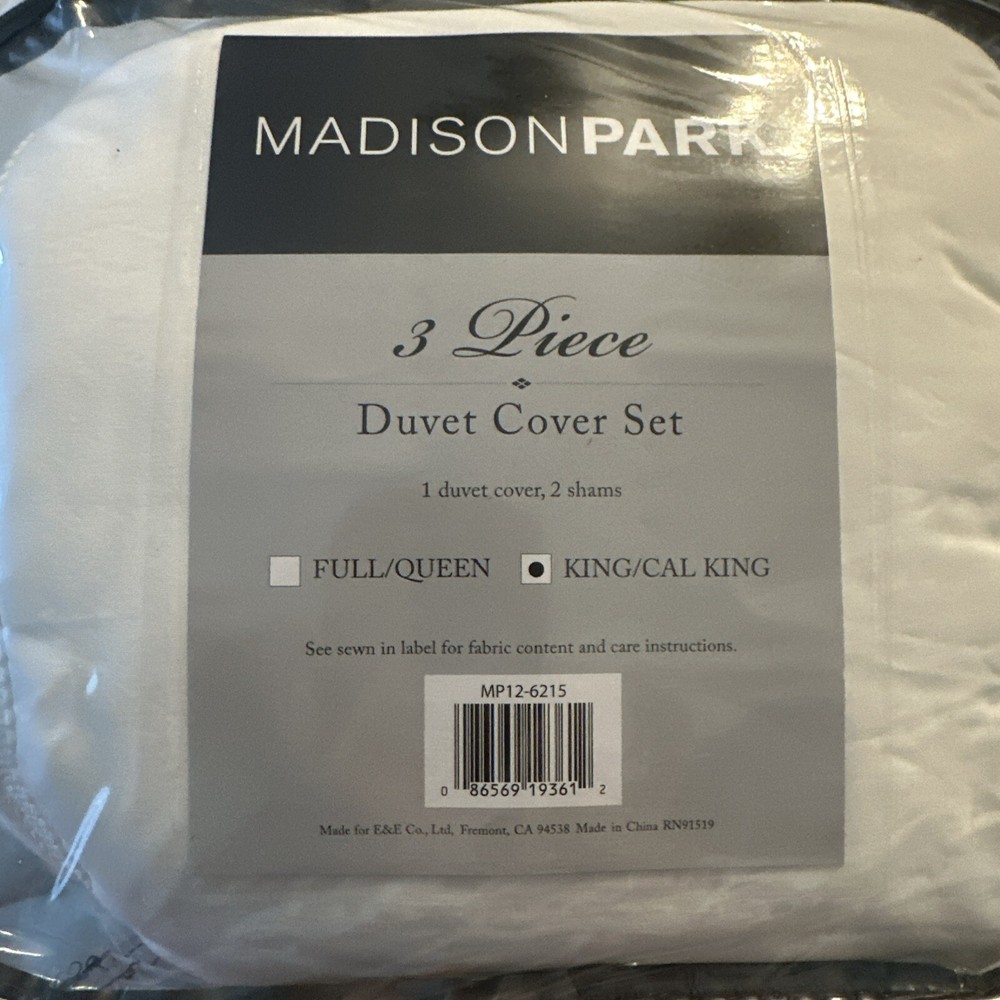 MADISONPARK
3 Piece
Duvet Cover Set
1 duvet cover, 2 shams
FULL/QUEEN KING/CAL KING
See sewn in label for fabric content and care instructions.
MP12-6215
0 86569 19361 2
Made for E&E Co., Ltd, Fremont, CA 94538 Made in China RN91519